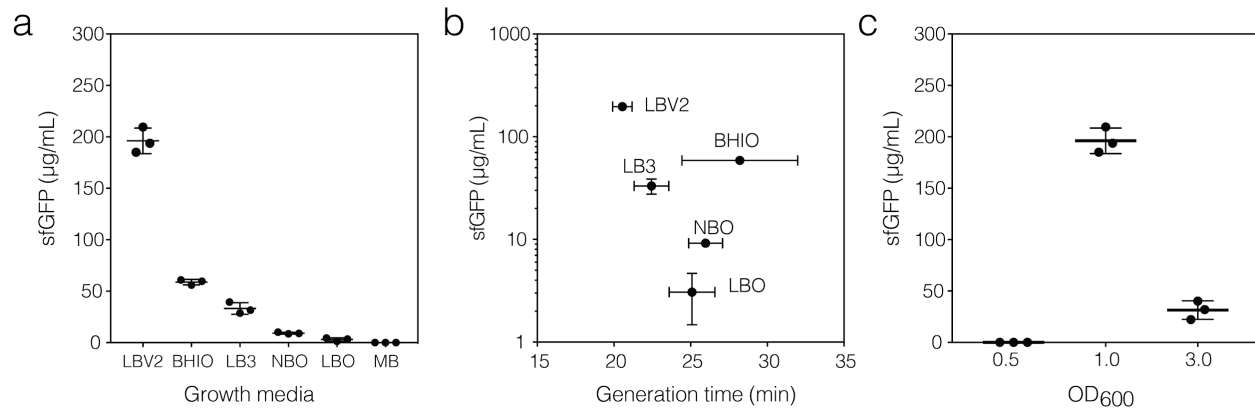 a
300
250
200
150
100
50
0
sfGFP (µg/mL)
LBV2 BHIO LB3 NBO LBO MB
Growth media
b
1000
100
10
1
sfGFP (µg/mL)
LBV2
BHIO
LB3
NBO
LBO
15 20 25 30 35
Generation time (min)
c
300
250
200
150
100
50
0
sfGFP (µg/mL)
0.5 1.0 3.0
OD600